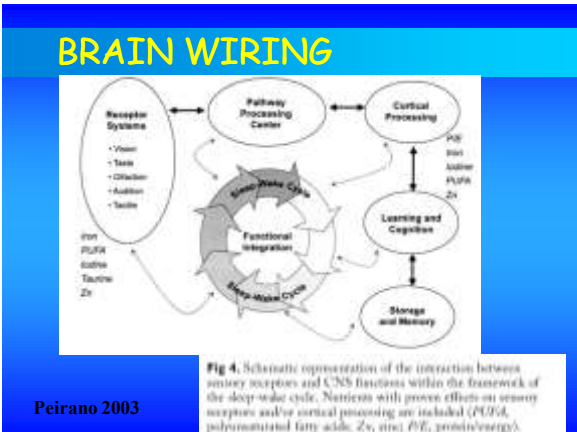 BRAIN WIRING
Receptor
Systems
• Vision
• Taste
• Olfaction
• Audition
• Tactile
Pathway
Processing
Center
Cortical
Processing
P/E
Iron
Iodine
PUFA
Zn
Learning and
Cognition
Storage
and Memory
Sleep-Wake Cycle
Functional
Integration
Sleep-Wake Cycle
Iron
PUFA
Iodine
Taurine
Zn
Fig 4. Schematic representation of the interaction between
sensory receptors and CNS functions within the framework of
the sleep-wake cycle. Nutrients with proven effects on sensory
receptors and/or cortical processing are included (PUFA,
polyunsaturated fatty acids; Zn, zinc; P/E, protein/energy).
Peirano 2003